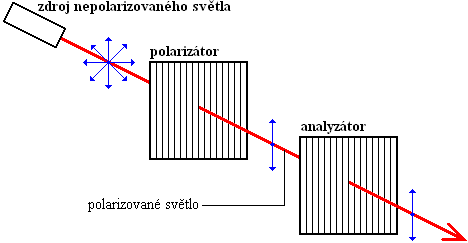 zdroj nepolarizovaného světla
polarizátor
analyzátor
polarizované světlo